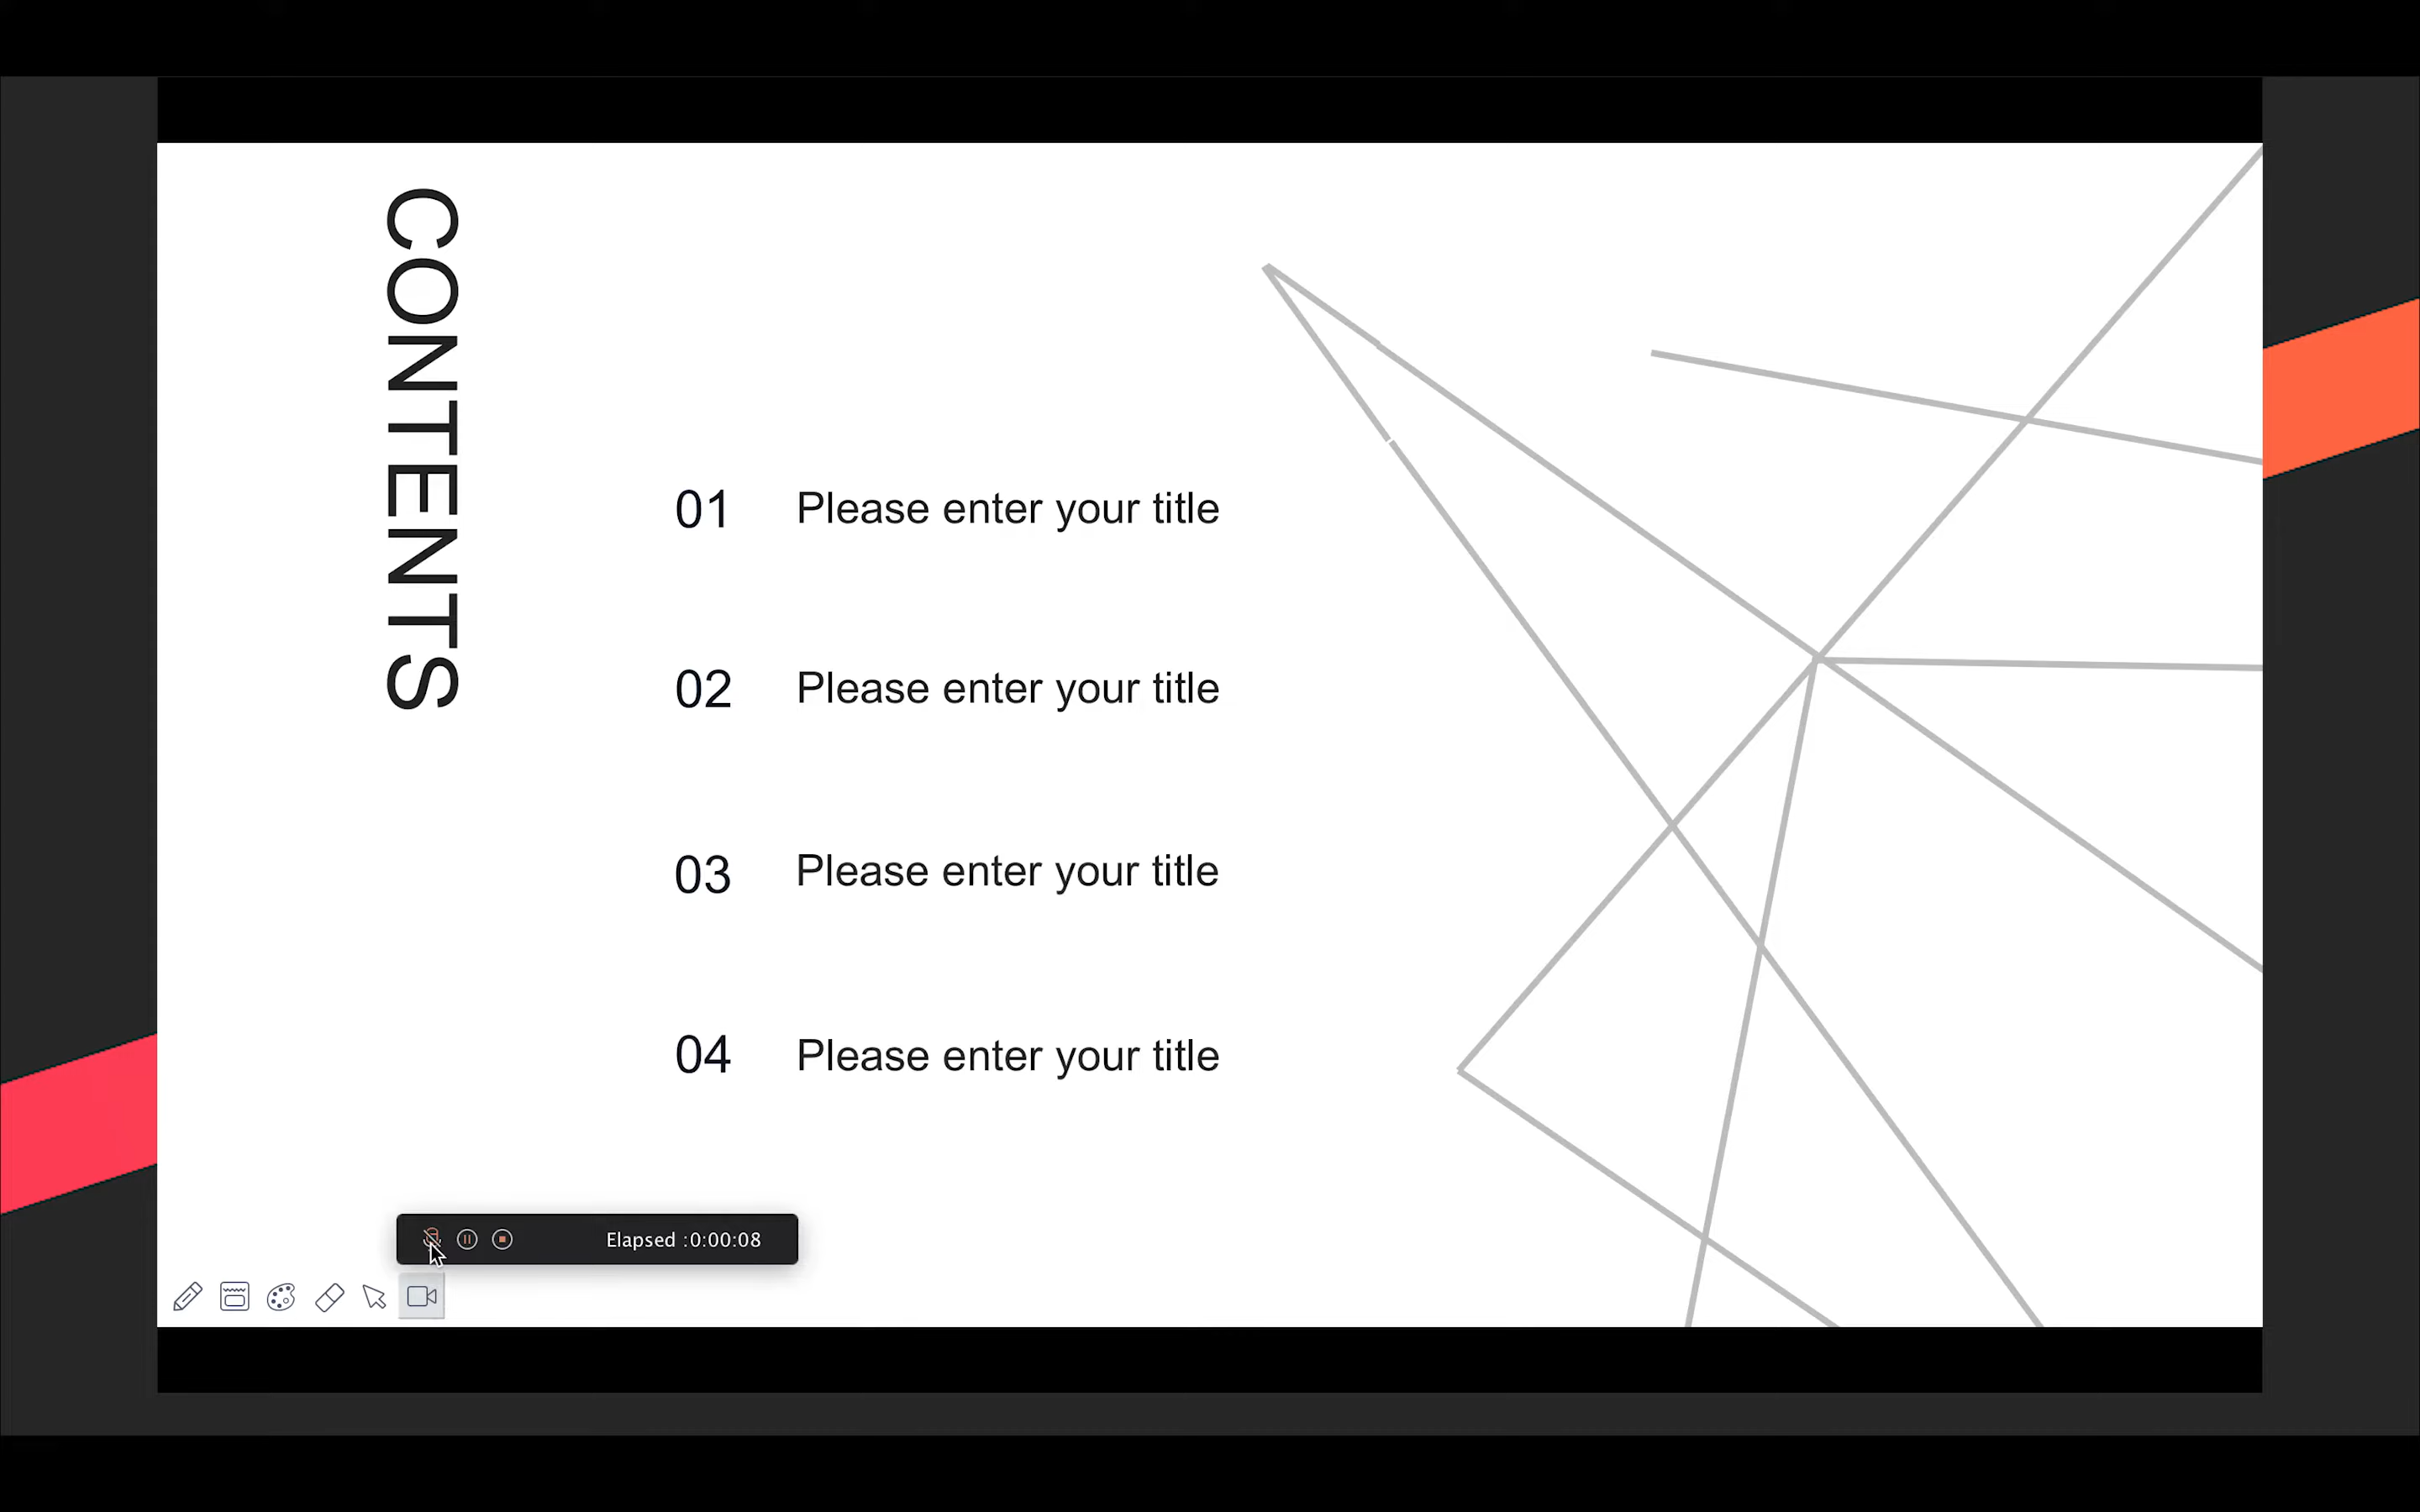 CONTENTS
01 Please enter your title
02 Please enter your title
03 Please enter your title
04 Please enter your title
Elapsed :0:00:08